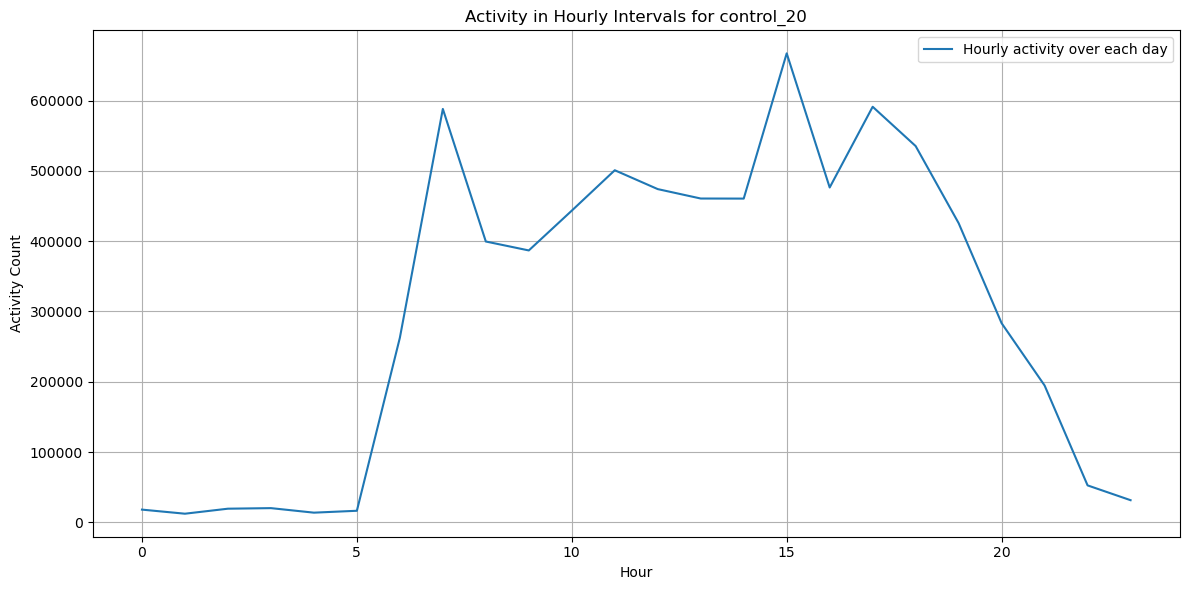 Activity in Hourly Intervals for control_20
Hourly activity over each day
Activity Count
600000
500000
400000
300000
200000
100000
0
0 5 10 15 20
Hour